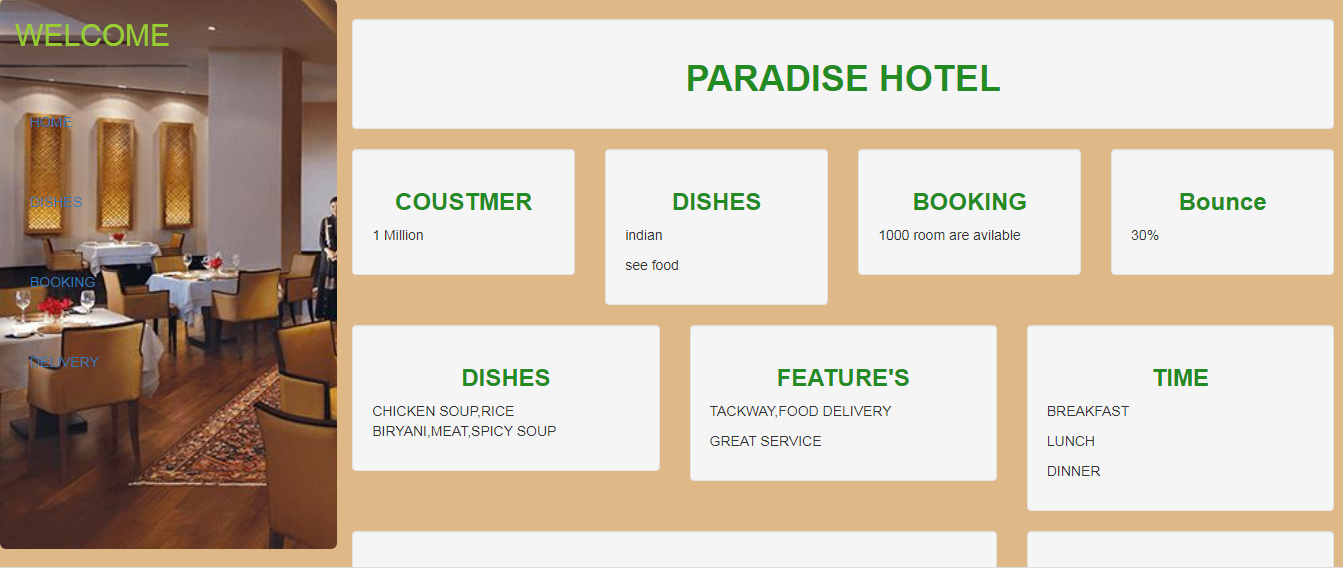 WELCOME
HOME
DISHES
BOOKING
DELIVERY
PARADISE HOTEL
COUSTMER
1 Million
DISHES
indian
see food
BOOKING
1000 room are avilable
Bounce
30%
DISHES
CHICKEN SOUP,RICE
BIRYANI,MEAT,SPICY SOUP
FEATURE'S
TACKWAY,FOOD DELIVERY
GREAT SERVICE
TIME
BREAKFAST
LUNCH
DINNER